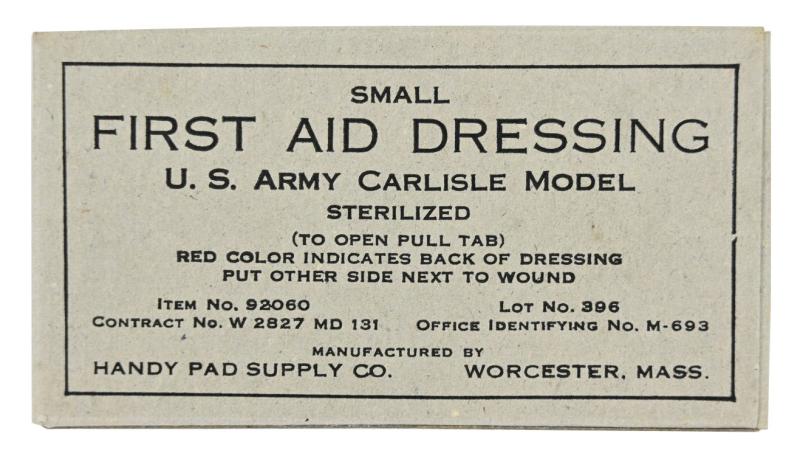 SMALL
FIRST AID DRESSING
U. S. ARMY CARLISLE MODEL
STERILIZED
(TO OPEN PULL TAB)
RED COLOR INDICATES BACK OF DRESSING
PUT OTHER SIDE NEXT TO WOUND
ITEM NO. 92060 LOT NO. 396
CONTRACT NO. W 2827 MD 131 OFFICE IDENTIFYING NO. M-693
MANUFACTURED BY
HANDY PAD SUPPLY CO. WORCESTER, MASS.